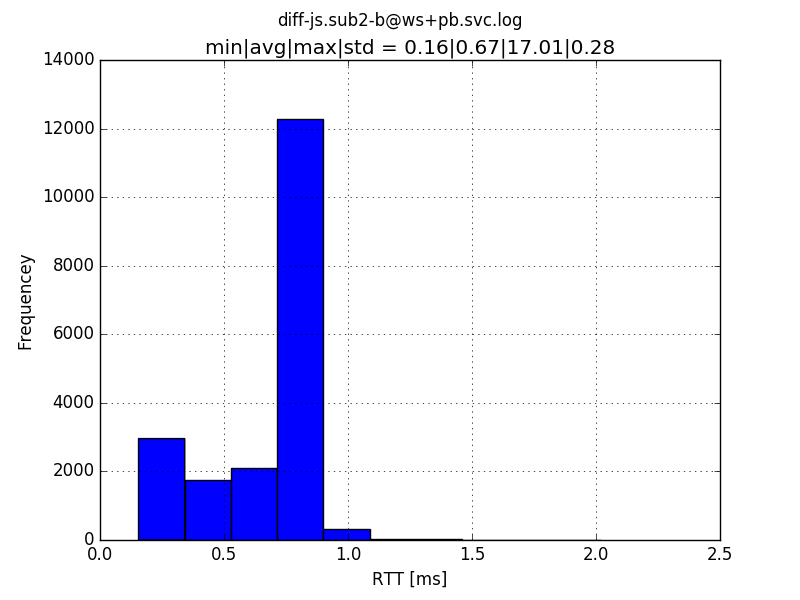 diff-js.sub2-b@ws+pb.svc.log
min|avg|max|std = 0.16|0.67|17.01|0.28
14000
12000
10000
8000
6000
4000
2000
0
Frequencey
0.0 0.5 1.0 1.5 2.0 2.5
RTT [ms]